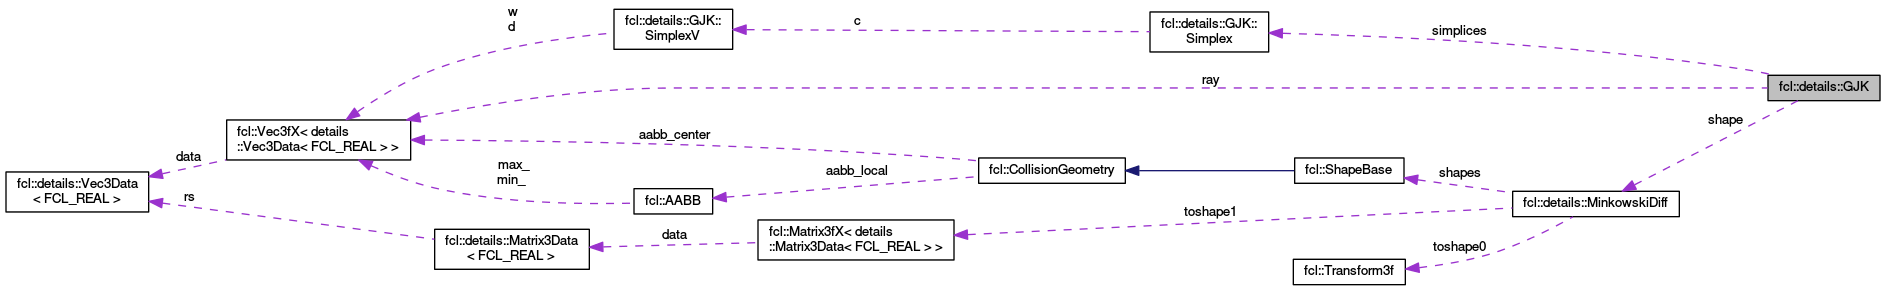 w
d
fcl::details::GJK::
SimplexV
c
fcl::details::GJK::
Simplex
simplices
ray
fcl::details::GJK
shape
fcl::Vec3fX< details
::Vec3Data< FCL_REAL > >
aabb_center
data
max_
min_
aabb_local
fcl::CollisionGeometry
fcl::ShapeBase
shapes
fcl::details::Vec3Data
< FCL_REAL >
rs
fcl::AABB
fcl::details::MinkowskiDiff
toshape1
fcl::details::Matrix3Data
< FCL_REAL >
data
fcl::Matrix3fX< details
::Matrix3Data< FCL_REAL > >
toshape0
fcl::Transform3f